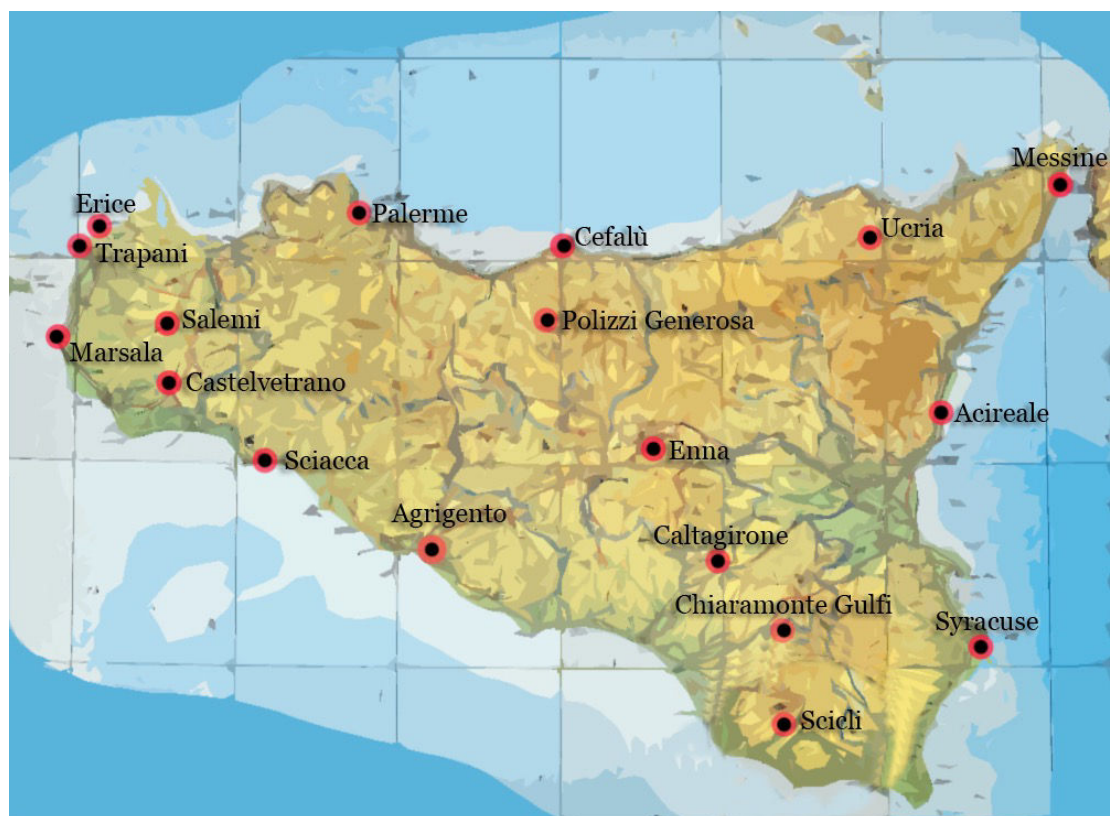 Messine
Erice
Palerme
Ucria
Cefalù
Trapani
Salemi
Polizzi Generosa
Marsala
Castelvetrano
Acireale
Enna
Sciacca
Agrigento
Caltagirone
Chiaramonte Gulfi
Syracuse
Scicli